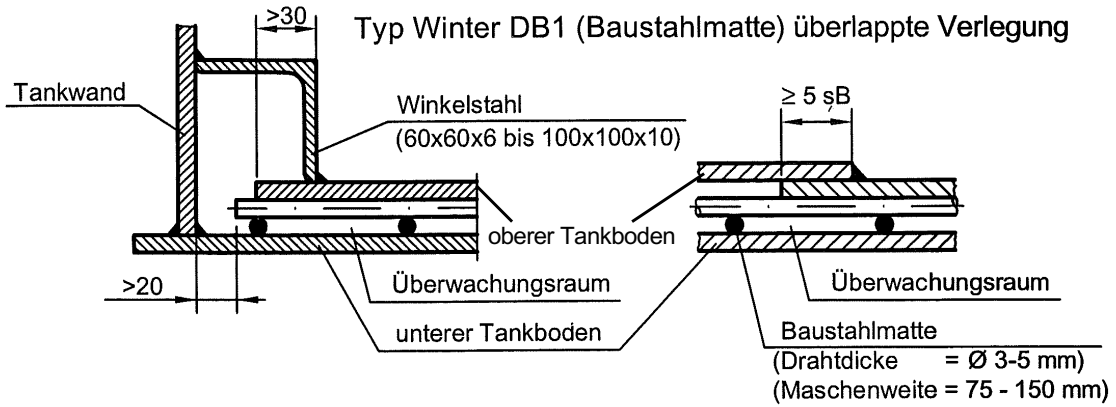 Typ Winter DB1 (Baustahlmatte) überlappte Verlegung
>30
Tankwand
Winkelstahl
(60x60x6 bis 100x100x10)
≥ 5 sB
oberer Tankboden
>20
Überwachungsraum
Überwachungsraum
unterer Tankboden
Baustahlmatte
(Drahtdicke = Ø 3-5 mm)
(Maschenweite = 75 - 150 mm)